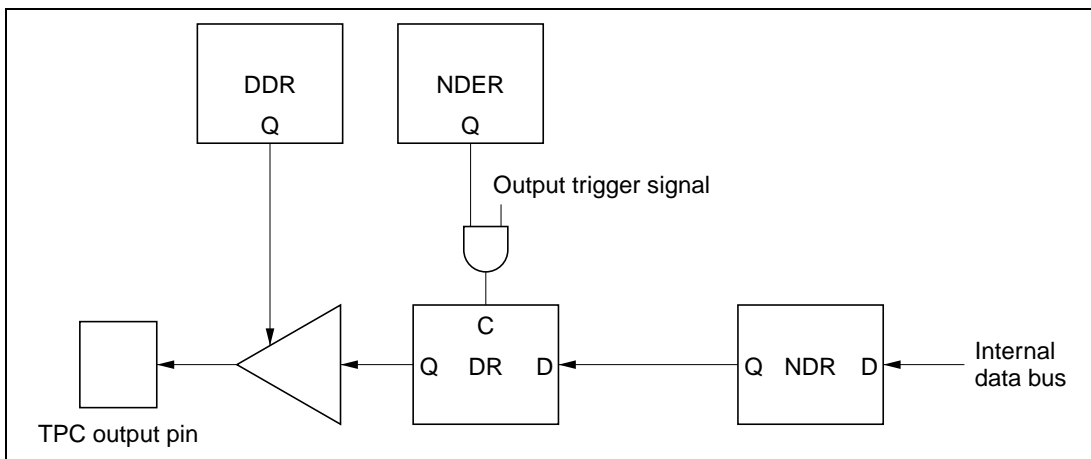 DDR
Q
NDER
Q
Output trigger signal
C
Q DR D
Q NDR D
Internal
data bus
TPC output pin